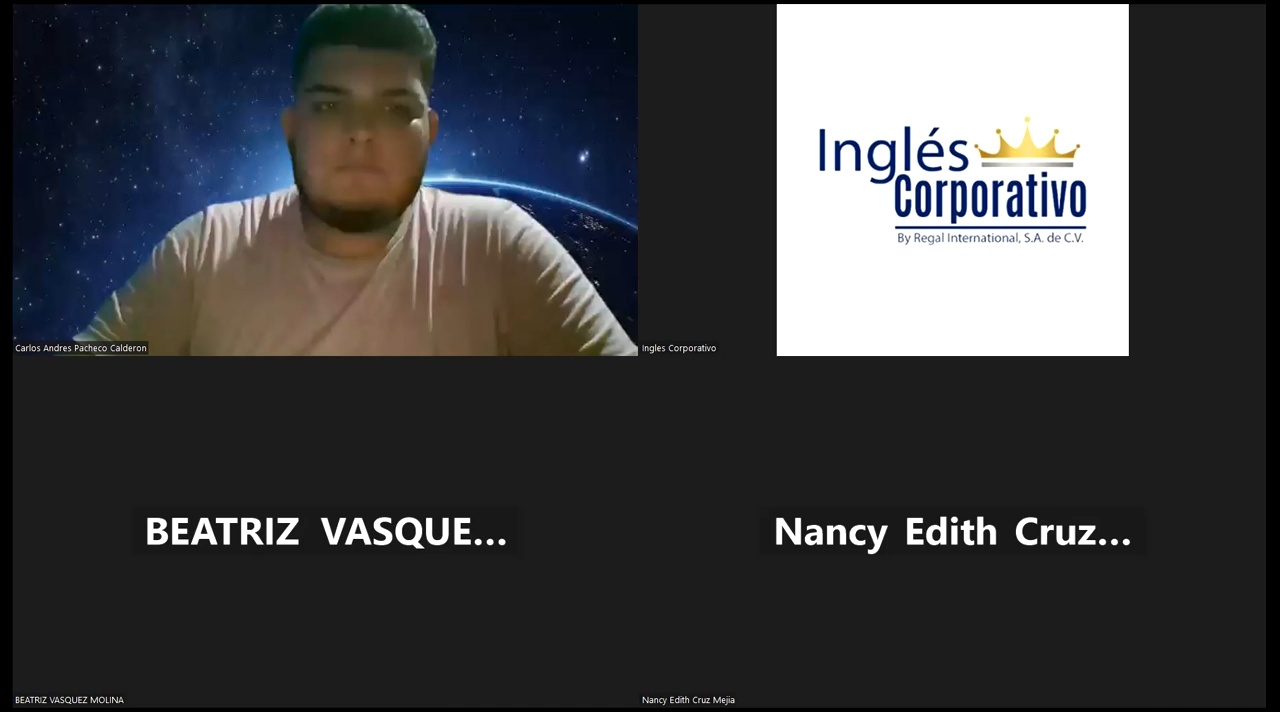 Inglés
Corporativo
By Regal International, S.A. de C.V.
Carlos Andres Pacheco Calderon
Ingles Corporativo
BEATRIZ VASQUE...
Nancy Edith Cruz...
BEATRIZ VASQUEZ MOLINA
Nancy Edith Cruz Mejia